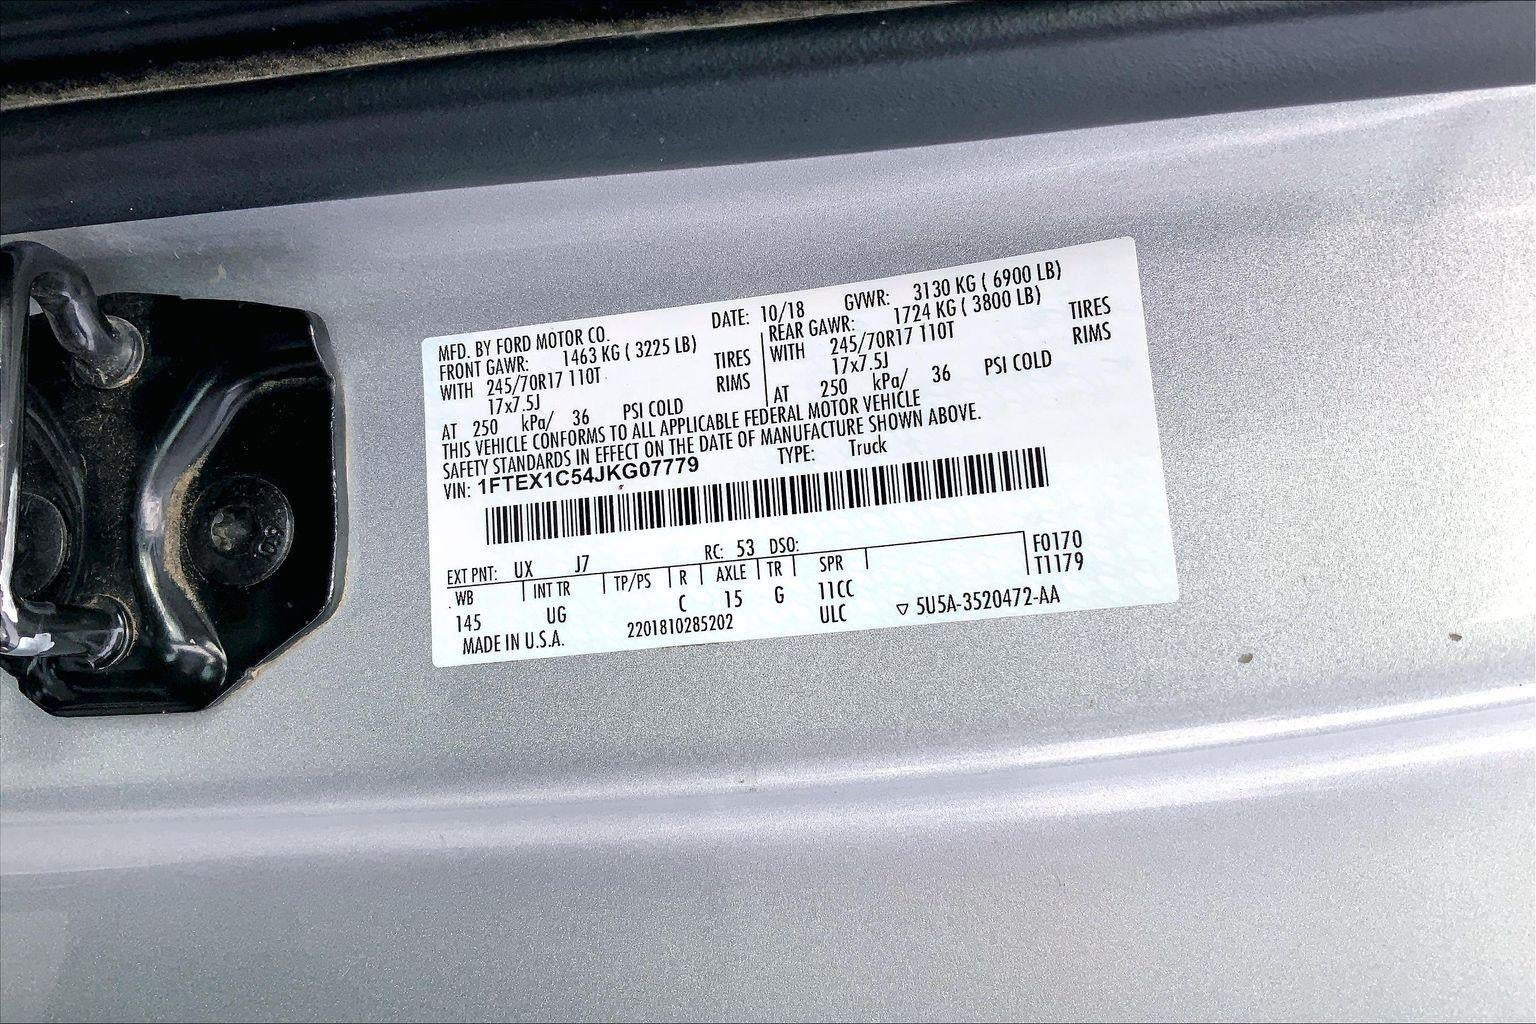 MFD. BY FORD MOTOR CO.
DATE: 10/18
GVWR: 3130 KG ( 6900 LB)
FRONT GAWR: 1463 KG ( 3225 LB)
WITH 245/70R17 110T TIRES
17x7.5J RIMS
AT 250 kPa/ 36 PSI COLD
REAR GAWR: 1724 KG ( 3800 LB)
WITH 245/70R17 110T TIRES
17x7.5J RIMS
AT 250 kPa/ 36 PSI COLD
THIS VEHICLE CONFORMS TO ALL APPLICABLE FEDERAL MOTOR VEHICLE
SAFETY STANDARDS IN EFFECT ON THE DATE OF MANUFACTURE SHOWN ABOVE.
VIN: 1FTEX1C54JKG07779 TYPE: Truck
EXT PNT: UX J7 RC: 53 DSO: F0170
WB INT TR TP/PS R AXLE TR SPR T1179
145 UG C 15 G 11CC
ULC
MADE IN U.S.A. 2201810285202 ▽ 5U5A-3520472-AA